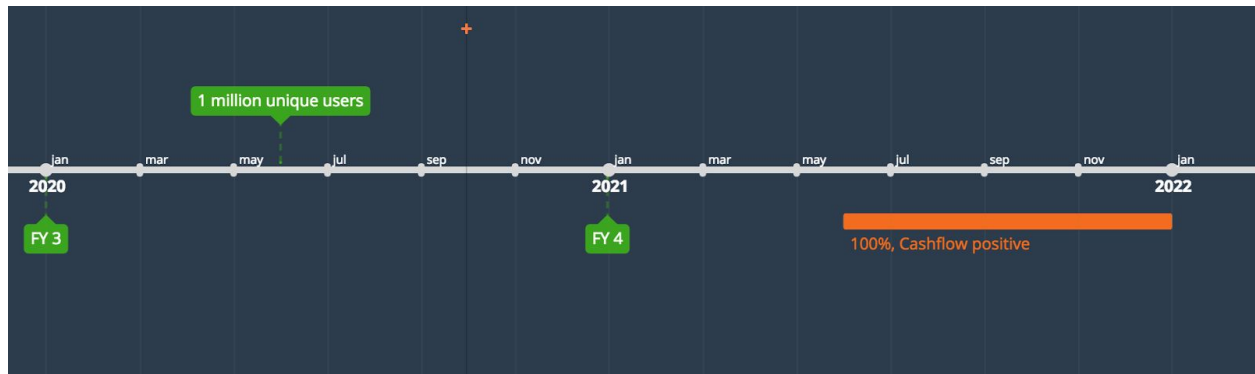 +
1 million unique users
jan mar may jul sep nov jan mar may jul sep nov jan
2020 2021 2022
FY 3 FY 4
100%, Cashflow positive